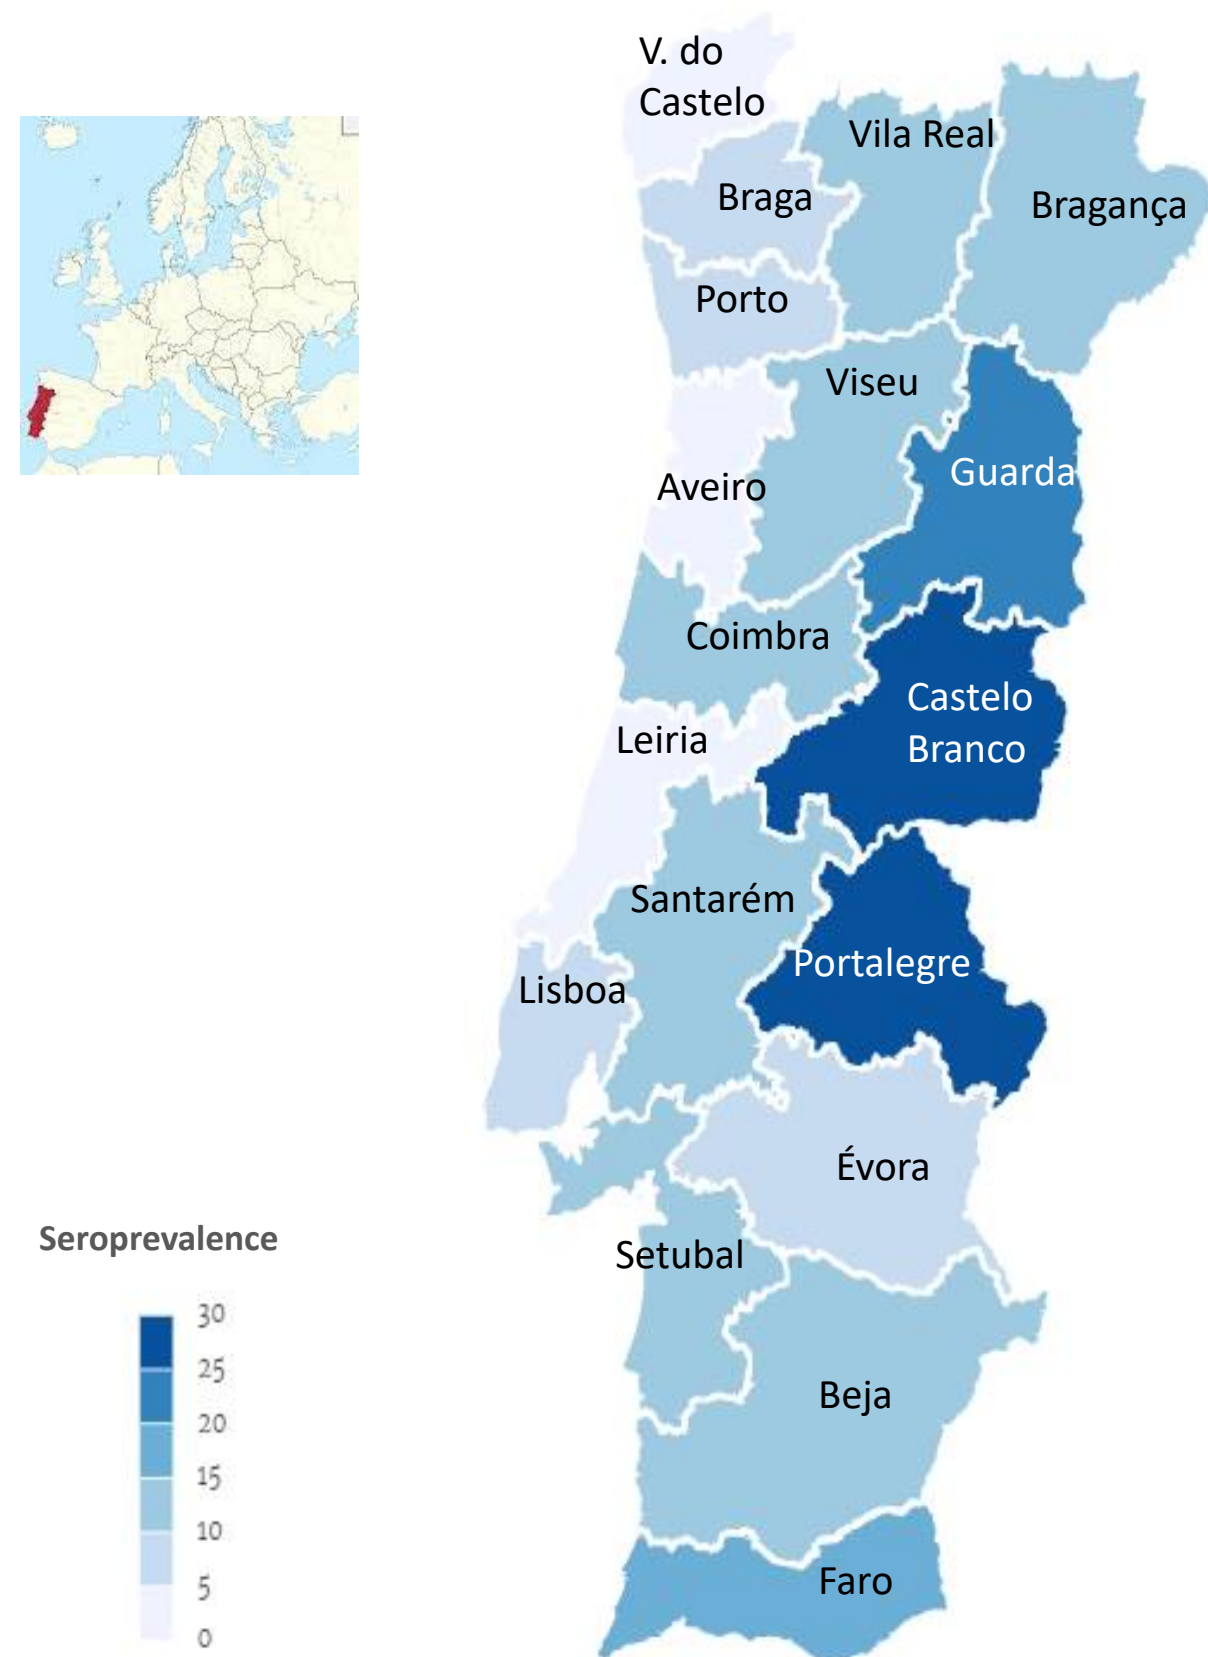 V. do
Castelo
Vila Real
Braga
Bragança
Porto
Viseu
Guarda
Aveiro
Coimbra
Castelo
Branco
Leiria
Santarém
Portalegre
Lisboa
Évora
Setubal
Beja
Faro
Seroprevalence
30
25
20
15
10
5
0